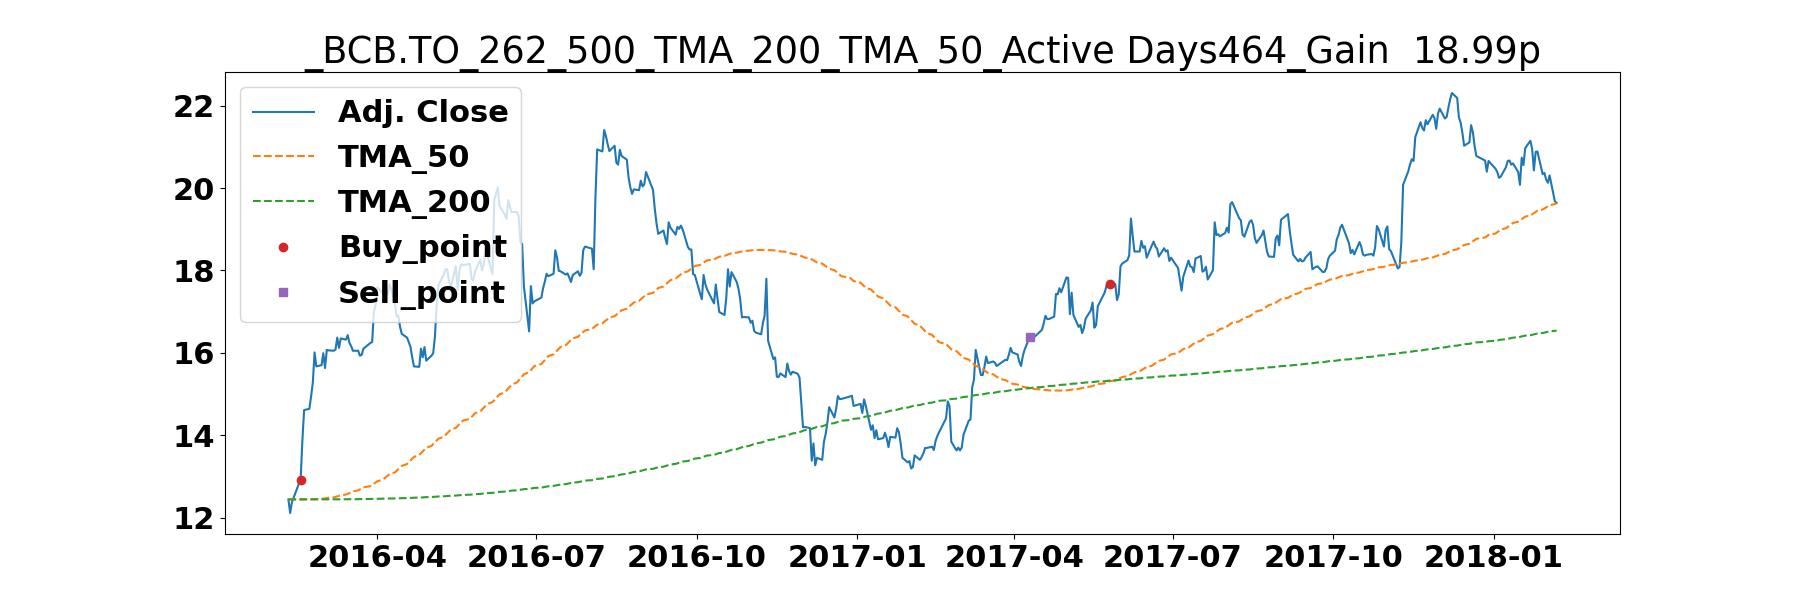 _BCB.TO_262_500_TMA_200_TMA_50_Active Days464_Gain  18.99p
Adj. Close
TMA_50
TMA_200
Buy_point
Sell_point
22
20
18
16
14
12
2016-04 2016-07 2016-10 2017-01 2017-04 2017-07 2017-10 2018-01